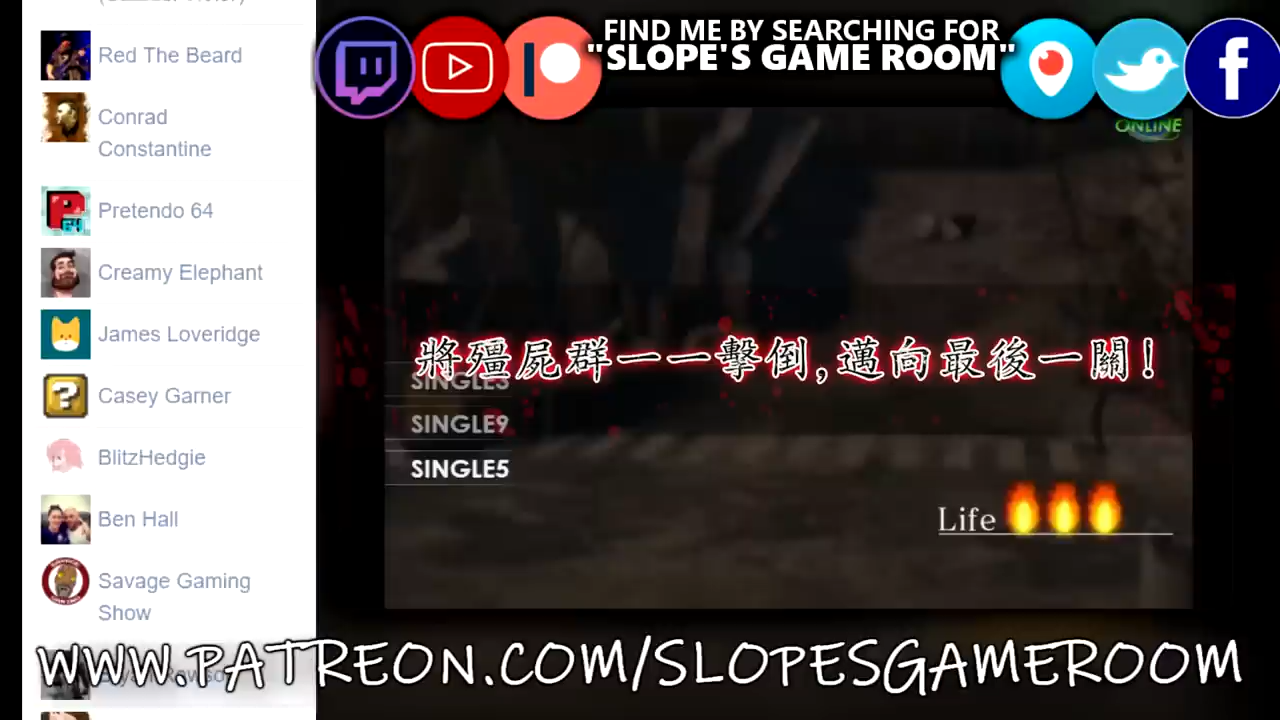 Red The Beard
Conrad
Constantine
Pretendo 64
Creamy Elephant
James Loveridge
Casey Garner
BlitzHedgie
Ben Hall
Savage Gaming
Show
FIND ME BY SEARCHING FOR
"SLOPE'S GAME ROOM"
ONLINE
將殭屍群一一擊倒,邁向最後一關!
SINGLE3
SINGLE9
SINGLE5
Life
WWW.PATREON.COM/SLOPESGAMEROOM